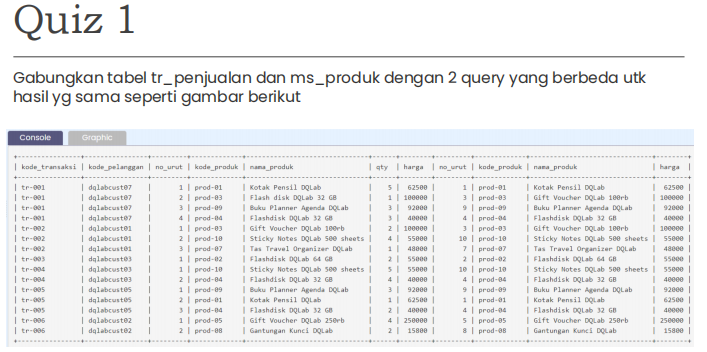 Quiz 1
Gabungkan tabel tr_penjualan dan ms_produk dengan 2 query yang berbeda utk
hasil yg sama seperti gambar berikut
Console Graphic
| kode_transaksi | kode_pelanggan | no_urut | kode_produk | nama_produk | qty | harga | no_urut | kode_produk | nama_produk | harga |
| tr-001 | dqlabcust07 | 1 | prod-01 | Kotak Pensil DQLab | 5 | 62500 | 1 | prod-01 | Kotak Pensil DQLab | 62500 |
| tr-001 | dqlabcust07 | 2 | prod-03 | Flash disk DQLab 32 GB | 1 | 100000 | 3 | prod-03 | Gift Voucher DQLab 100rb | 100000 |
| tr-001 | dqlabcust07 | 3 | prod-09 | Buku Planner Agenda DQLab | 3 | 92000 | 9 | prod-09 | Buku Planner Agenda DQLab | 92000 |
| tr-001 | dqlabcust07 | 4 | prod-04 | Flashdisk DQLab 32 GB | 3 | 40000 | 4 | prod-04 | Flashdisk DQLab 32 GB | 40000 |
| tr-002 | dqlabcust01 | 1 | prod-03 | Gift Voucher DQLab 100rb | 2 | 100000 | 3 | prod-03 | Gift Voucher DQLab 100rb | 100000 |
| tr-002 | dqlabcust01 | 2 | prod-10 | Sticky Notes DQLab 500 sheets | 4 | 55000 | 10 | prod-10 | Sticky Notes DQLab 500 sheets | 55000 |
| tr-002 | dqlabcust01 | 3 | prod-07 | Tas Travel Organizer DQLab | 1 | 48000 | 7 | prod-07 | Tas Travel Organizer DQLab | 48000 |
| tr-003 | dqlabcust03 | 1 | prod-02 | Flashdisk DQLab 64 GB | 2 | 55000 | 2 | prod-02 | Flashdisk DQLab 64 GB | 55000 |
| tr-004 | dqlabcust03 | 1 | prod-10 | Sticky Notes DQLab 500 sheets | 5 | 55000 | 10 | prod-10 | Sticky Notes DQLab 500 sheets | 55000 |
| tr-004 | dqlabcust03 | 2 | prod-04 | Flashdisk DQLab 32 GB | 4 | 40000 | 4 | prod-04 | Flashdisk DQLab 32 GB | 40000 |
| tr-005 | dqlabcust05 | 1 | prod-09 | Buku Planner Agenda DQLab | 3 | 92000 | 9 | prod-09 | Buku Planner Agenda DQLab | 92000 |
| tr-005 | dqlabcust05 | 2 | prod-01 | Kotak Pensil DQLab | 1 | 62500 | 1 | prod-01 | Kotak Pensil DQLab | 62500 |
| tr-005 | dqlabcust05 | 3 | prod-04 | Flashdisk DQLab 32 GB | 2 | 40000 | 4 | prod-04 | Flashdisk DQLab 32 GB | 40000 |
| tr-006 | dqlabcust02 | 1 | prod-05 | Gift Voucher DQLab 250rb | 4 | 250000 | 5 | prod-05 | Gift Voucher DQLab 250rb | 250000 |
| tr-006 | dqlabcust02 | 2 | prod-08 | Gantungan Kunci DQLab | 2 | 15800 | 8 | prod-08 | Gantungan Kunci DQLab | 15800 |